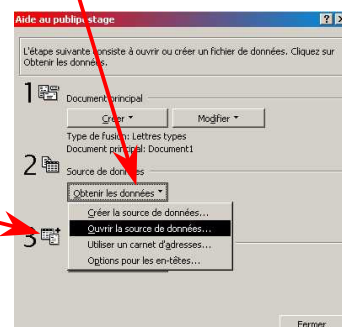 Aide au publipostage
L'étape suivante consiste à ouvrir ou créer un fichier de données. Cliquez sur
Obtenir les données.
1
Document principal
Créer
Modifier
Type de fusion: Lettres types
Document principal: Document1
2
Source de données
Obtenir les données
Créer la source de données...
Ouvrir la source de données...
Utiliser un carnet d'adresses...
3
Options pour les en-têtes...
Fermer